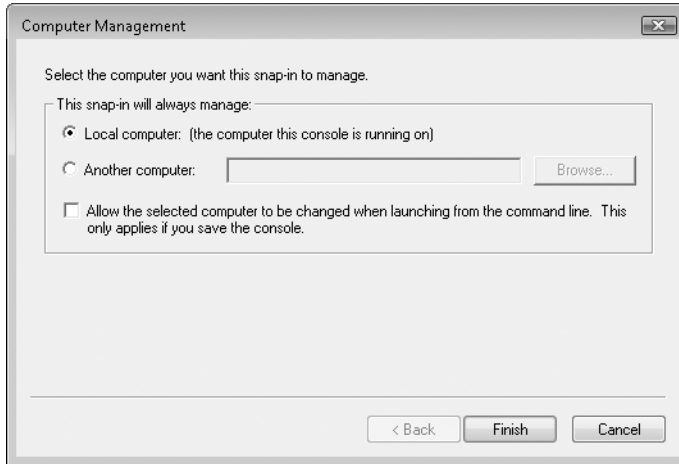 Computer Management
Select the computer you want this snap-in to manage.
This snap-in will always manage:
Local computer: (the computer this console is running on)
Another computer:
Browse...
Allow the selected computer to be changed when launching from the command line. This
only applies if you save the console.
< Back
Finish
Cancel